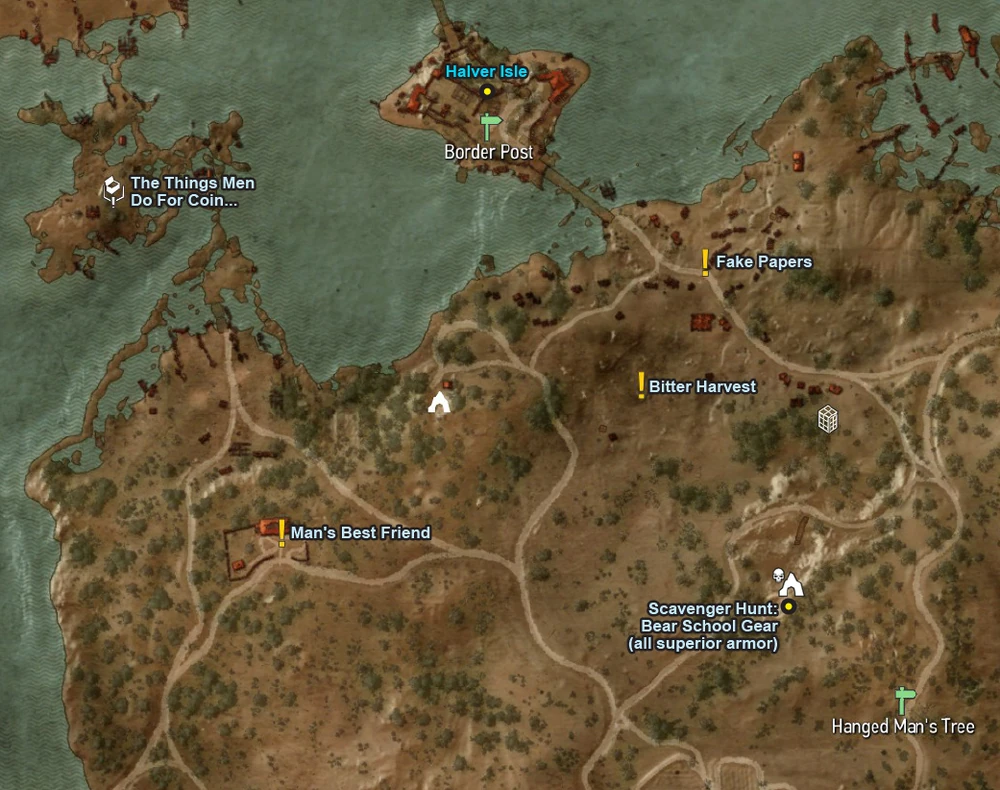 Halver Isle
Border Post
The Things Men
Do For Coin...
Fake Papers
Bitter Harvest
Man's Best Friend
Scavenger Hunt:
Bear School Gear
(all superior armor)
Hanged Man's Tree